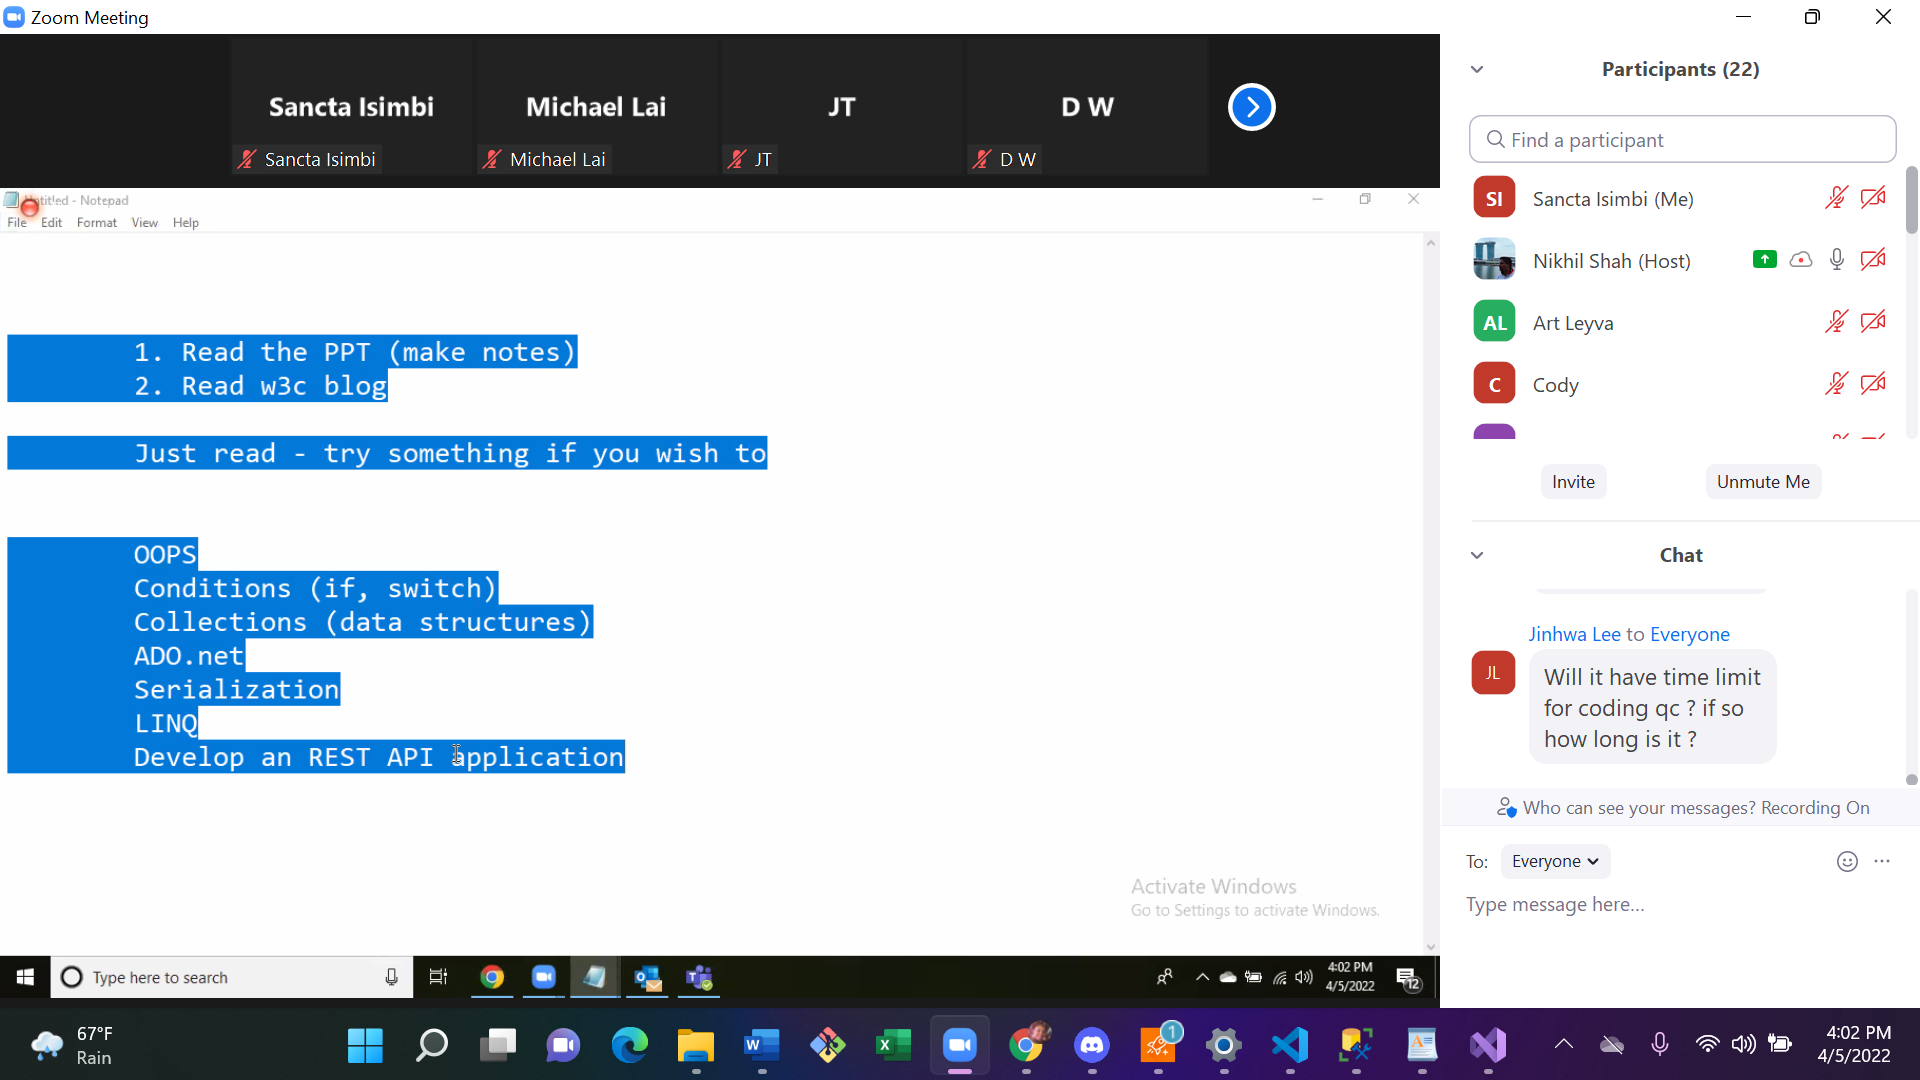 Zoom Meeting
Sancta Isimbi
Michael Lai
JT
D W
Sancta Isimbi
Michael Lai
JT
D W
Untitled - Notepad
File Edit Format View Help
1. Read the PPT (make notes)
2. Read w3c blog
Just read - try something if you wish to
OOPS
Conditions (if, switch)
Collections (data structures)
ADO.net
Serialization
LINQ
Develop an REST API application
Activate Windows
Go to Settings to activate Windows.
Type here to search
4:02 PM
4/5/2022
12
Participants (22)
Find a participant
SI Sancta Isimbi (Me)
Nikhil Shah (Host)
AL Art Leyva
C Cody
Invite Unmute Me
Chat
Jinhwa Lee to Everyone
JL
Will it have time limit
for coding qc ? if so
how long is it ?
Who can see your messages? Recording On
To: Everyone
Type message here...
67°F
Rain
W
X
1
4:02 PM
4/5/2022